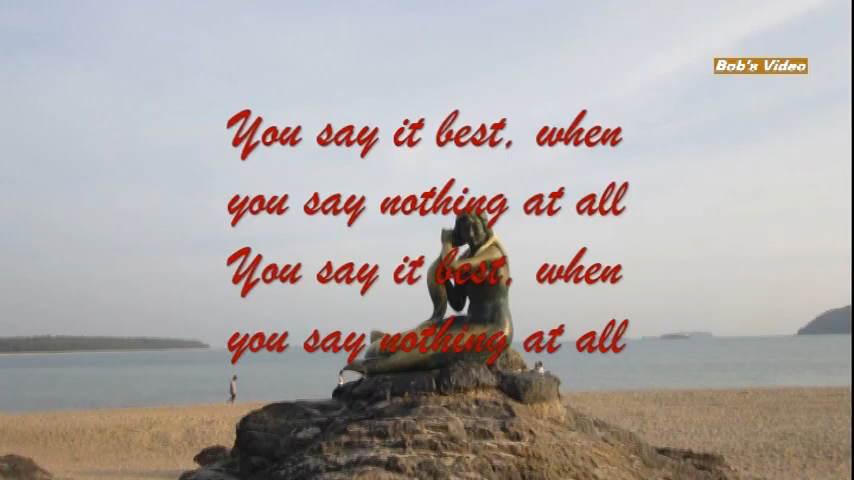 Bob's Video
You say it best, when
you say nothing at all
You say it best, when
you say nothing at all